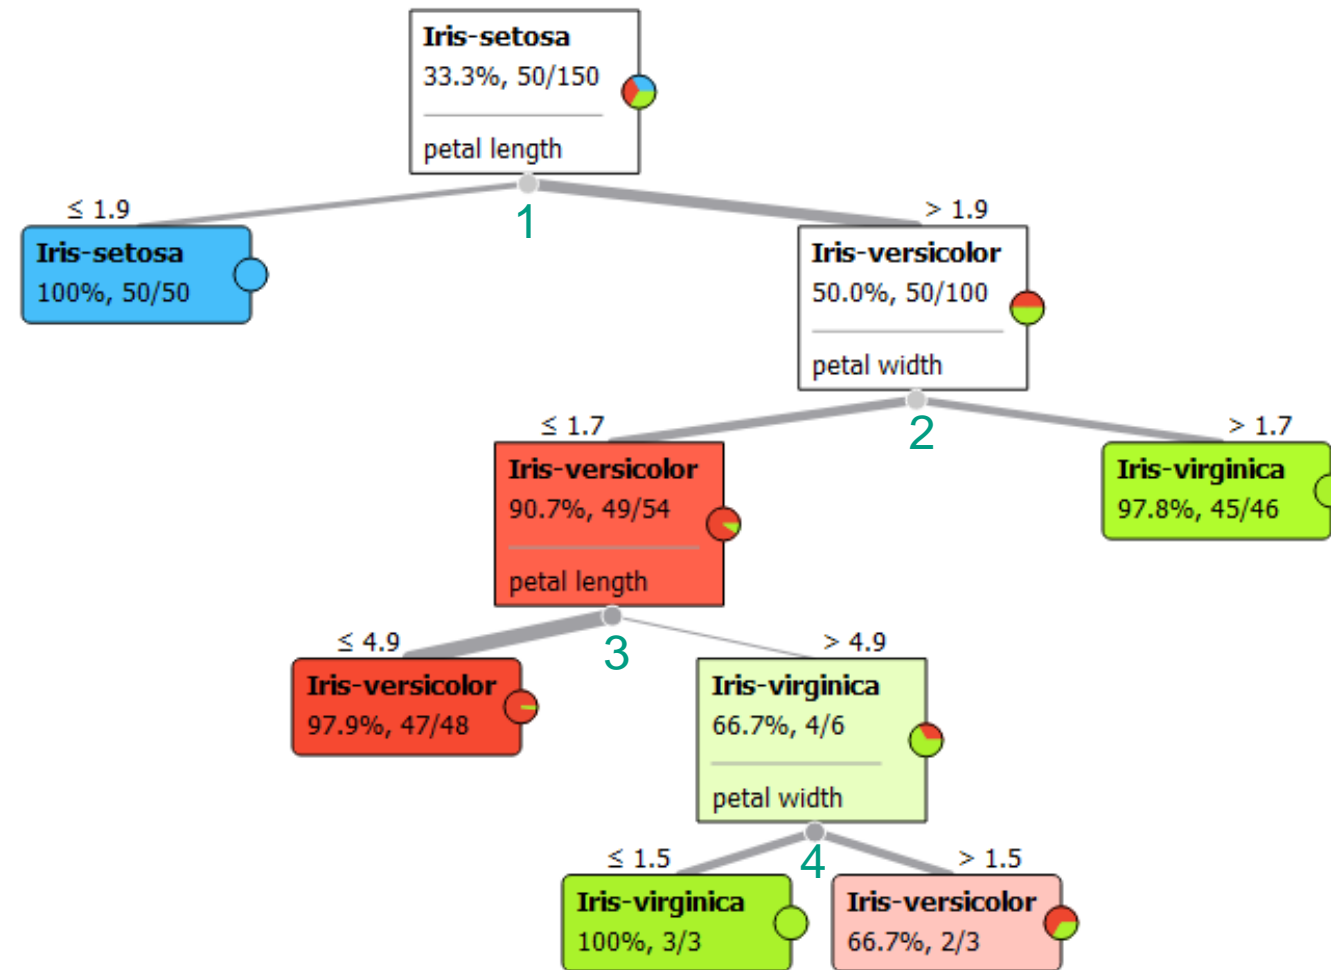 Iris-setosa
33.3%, 50/150
petal length
1
≤ 1.9
> 1.9
Iris-setosa
100%, 50/50
Iris-versicolor
50.0%, 50/100
petal width
2
≤ 1.7
> 1.7
Iris-versicolor
90.7%, 49/54
petal length
Iris-virginica
97.8%, 45/46
3
≤ 4.9
> 4.9
Iris-versicolor
97.9%, 47/48
Iris-virginica
66.7%, 4/6
petal width
4
≤ 1.5
> 1.5
Iris-virginica
100%, 3/3
Iris-versicolor
66.7%, 2/3